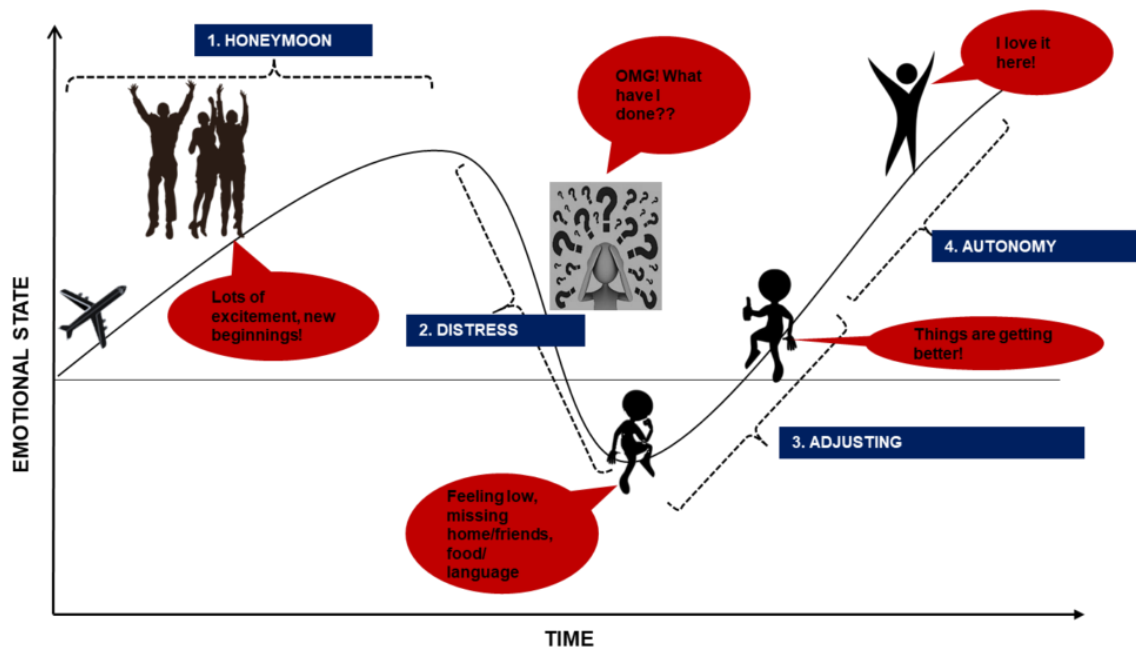 1. HONEYMOON
I love it
here!
OMG! What
have I
done??
4. AUTONOMY
Lots of
excitement, new
beginnings!
2. DISTRESS
Things are getting
better!
3. ADJUSTING
Feeling low,
missing
home/friends,
food/
language
EMOTIONAL STATE
TIME